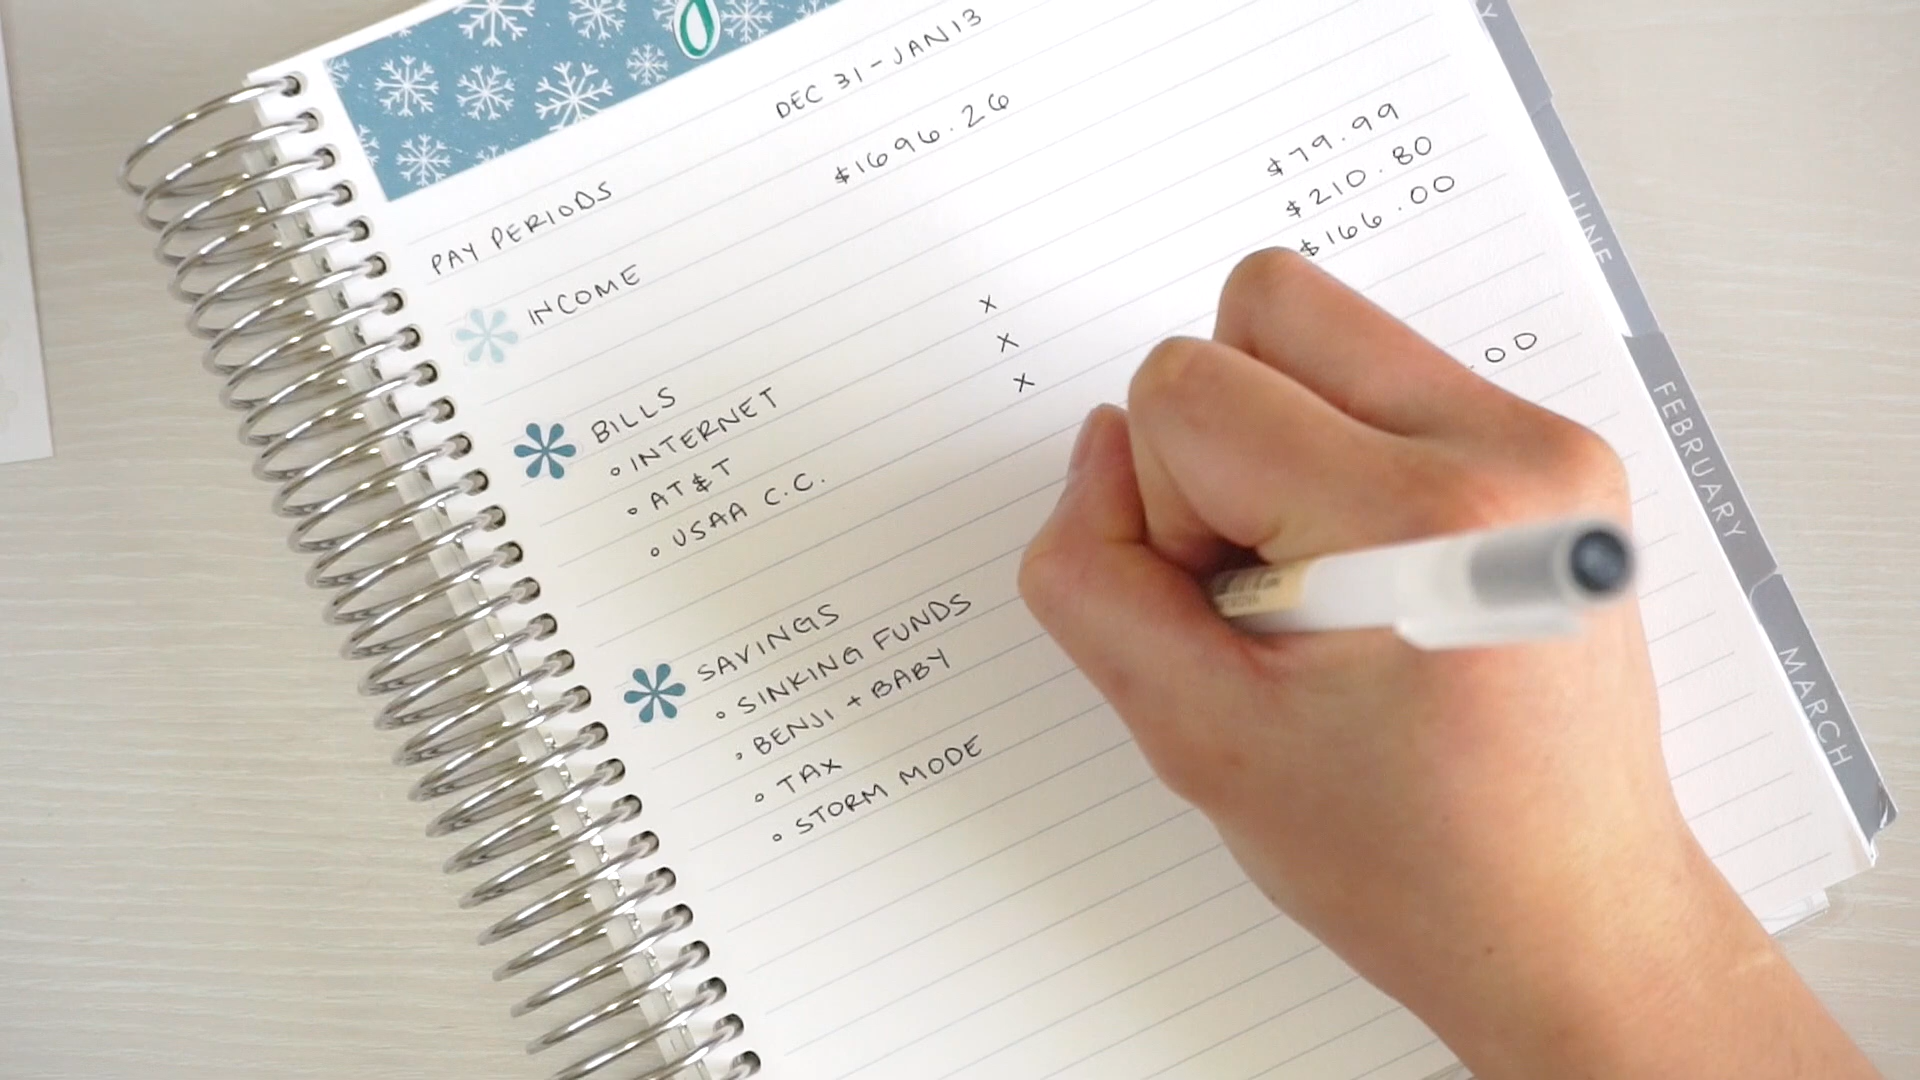 PAY PERIODS DEC 31 - JAN 13
INCOME $1696.26
BILLS
◦ INTERNET x $79.99
◦ AT&T x $210.80
◦ USAA C.C. x $166.00
SAVINGS
◦ SINKING FUNDS .00
◦ BENJI + BABY
◦ TAX
◦ STORM MODE
JUNE
FEBRUARY
MARCH